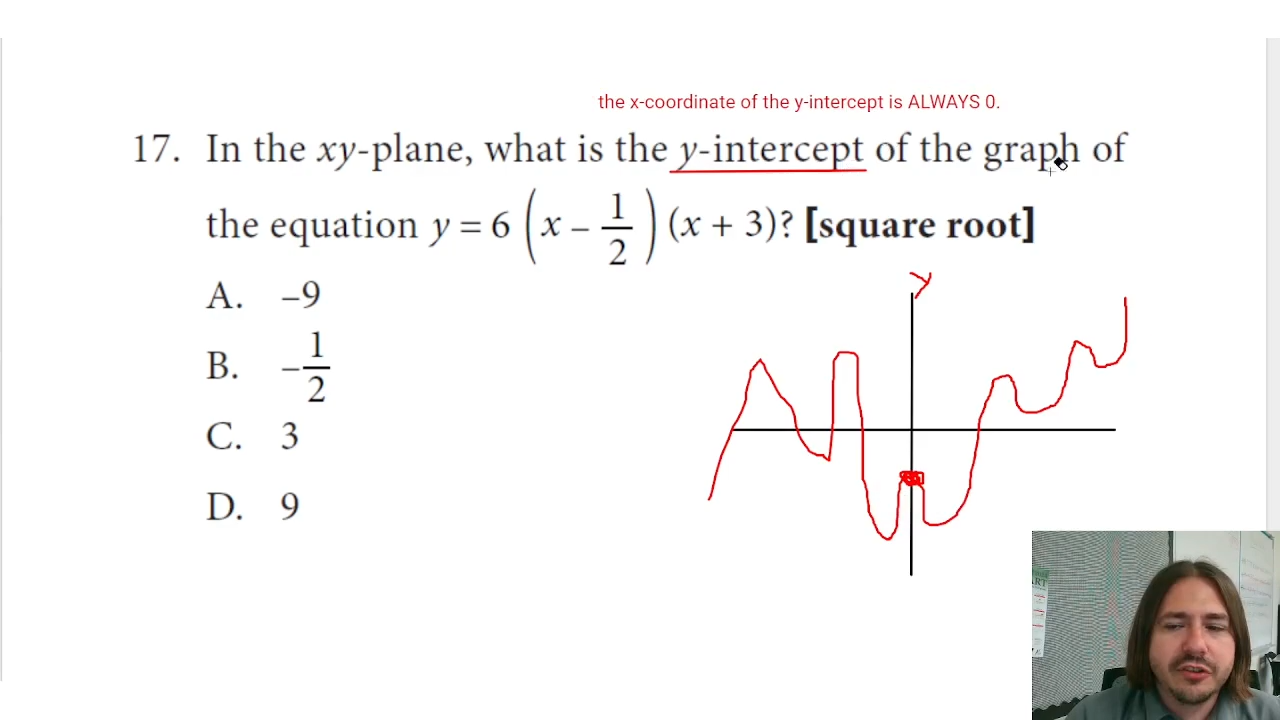 the x-coordinate of the y-intercept is ALWAYS 0.
17. In the xy-plane, what is the y-intercept of the graph of
the equation y = 6 (x – 1/2) (x + 3)? [square root]
A. –9
B. –1/2
C. 3
D. 9
y